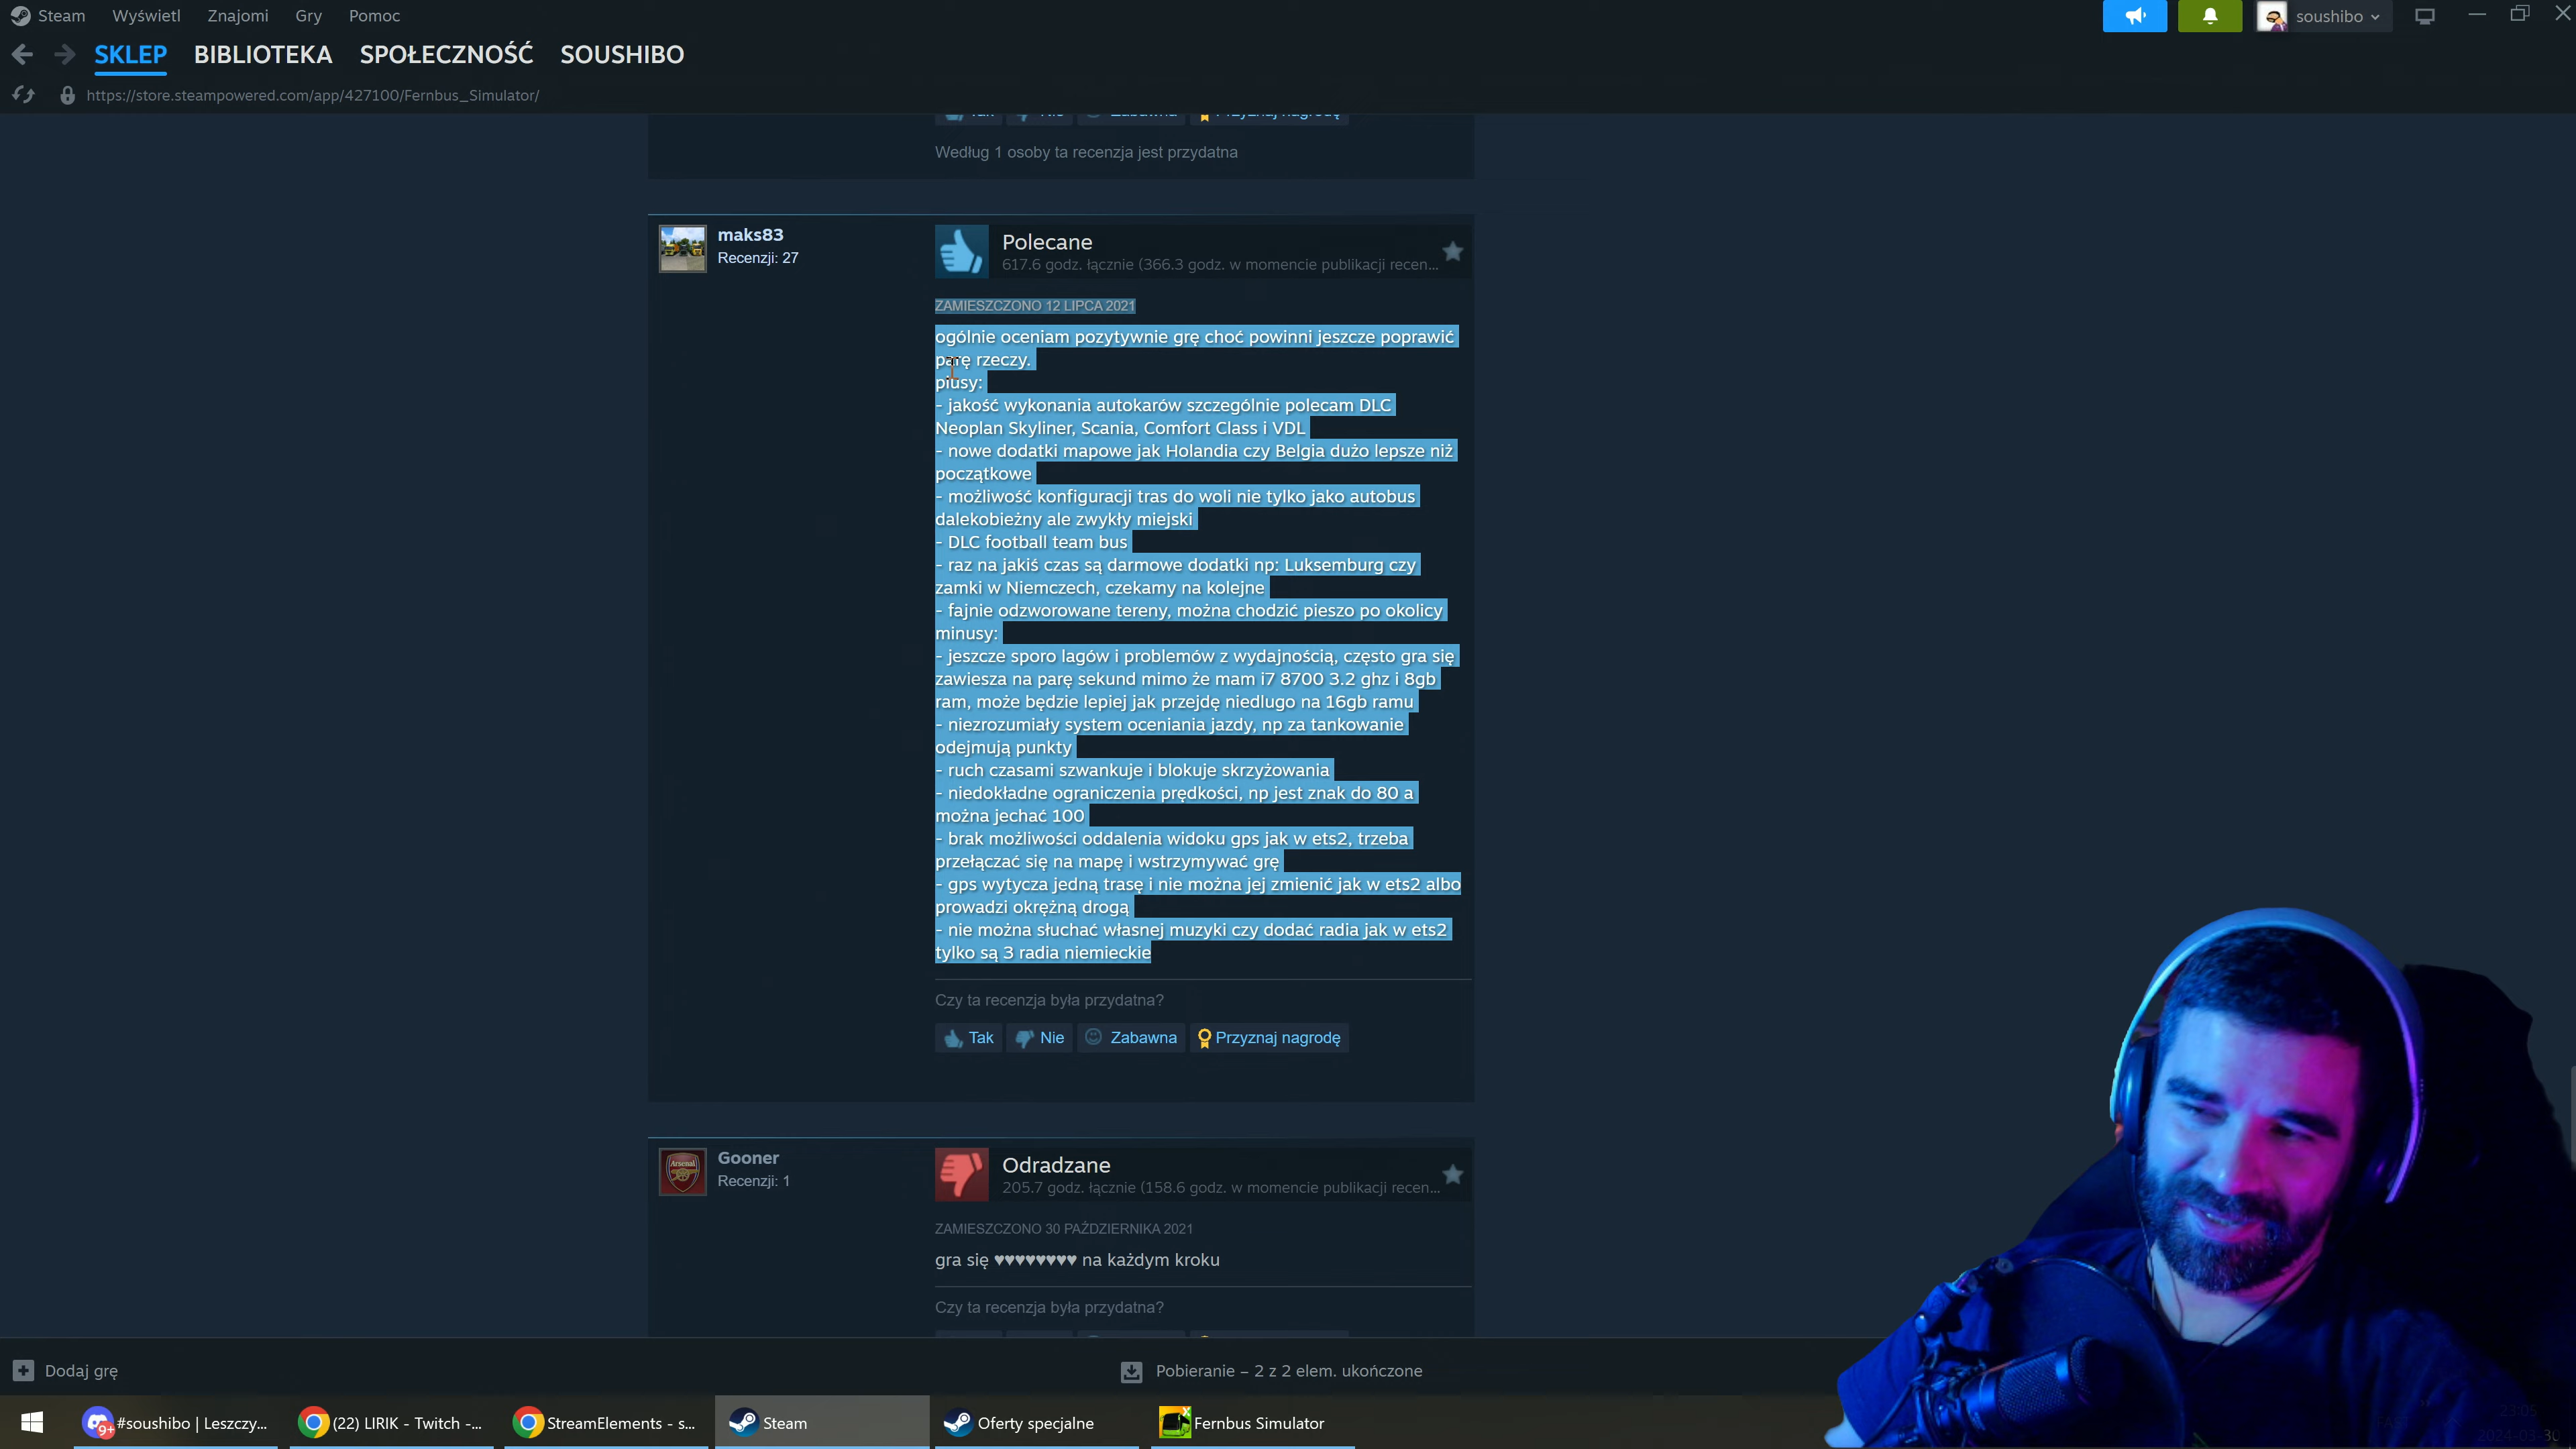 Steam Wyświetl Znajomi Gry Pomoc soushibo
SKLEP BIBLIOTEKA SPOŁECZNOŚĆ SOUSHIBO
https://store.steampowered.com/app/427100/Fernbus_Simulator/
Tak Nie Zabawna Przyznaj nagrodę
Według 1 osoby ta recenzja jest przydatna
maks83
Recenzji: 27
Polecane
617.6 godz. łącznie (366.3 godz. w momencie publikacji recen...
ZAMIESZCZONO 12 LIPCA 2021
ogólnie oceniam pozytywnie grę choć powinni jeszcze poprawić
parę rzeczy.
plusy:
- jakość wykonania autokarów szczególnie polecam DLC
Neoplan Skyliner, Scania, Comfort Class i VDL
- nowe dodatki mapowe jak Holandia czy Belgia dużo lepsze niż
początkowe
- możliwość konfiguracji tras do woli nie tylko jako autobus
dalekobieżny ale zwykły miejski
- DLC football team bus
- raz na jakiś czas są darmowe dodatki np: Luksemburg czy
zamki w Niemczech, czekamy na kolejne
- fajnie odzworowane tereny, można chodzić pieszo po okolicy
minusy:
- jeszcze sporo lagów i problemów z wydajnością, często gra się
zawiesza na parę sekund mimo że mam i7 8700 3.2 ghz i 8gb
ram, może będzie lepiej jak przejdę niedlugo na 16gb ramu
- niezrozumiały system oceniania jazdy, np za tankowanie
odejmują punkty
- ruch czasami szwankuje i blokuje skrzyżowania
- niedokładne ograniczenia prędkości, np jest znak do 80 a
można jechać 100
- brak możliwości oddalenia widoku gps jak w ets2, trzeba
przełączać się na mapę i wstrzymywać grę
- gps wytycza jedną trasę i nie można jej zmienić jak w ets2 albo
prowadzi okrężną drogą
- nie można słuchać własnej muzyki czy dodać radia jak w ets2
tylko są 3 radia niemieckie
Czy ta recenzja była przydatna?
Tak Nie Zabawna Przyznaj nagrodę
Gooner
Recenzji: 1
Arsenal
Odradzane
205.7 godz. łącznie (158.6 godz. w momencie publikacji recen...
ZAMIESZCZONO 30 PAŹDZIERNIKA 2021
gra się ♥♥♥♥♥♥♥♥ na każdym kroku
Czy ta recenzja była przydatna?
Dodaj grę Pobieranie – 2 z 2 elem. ukończone
9+ #soushibo | Leszczy... (22) LIRIK - Twitch -... StreamElements - s... Steam Oferty specjalne Fernbus Simulator
23:05
2024-03-30